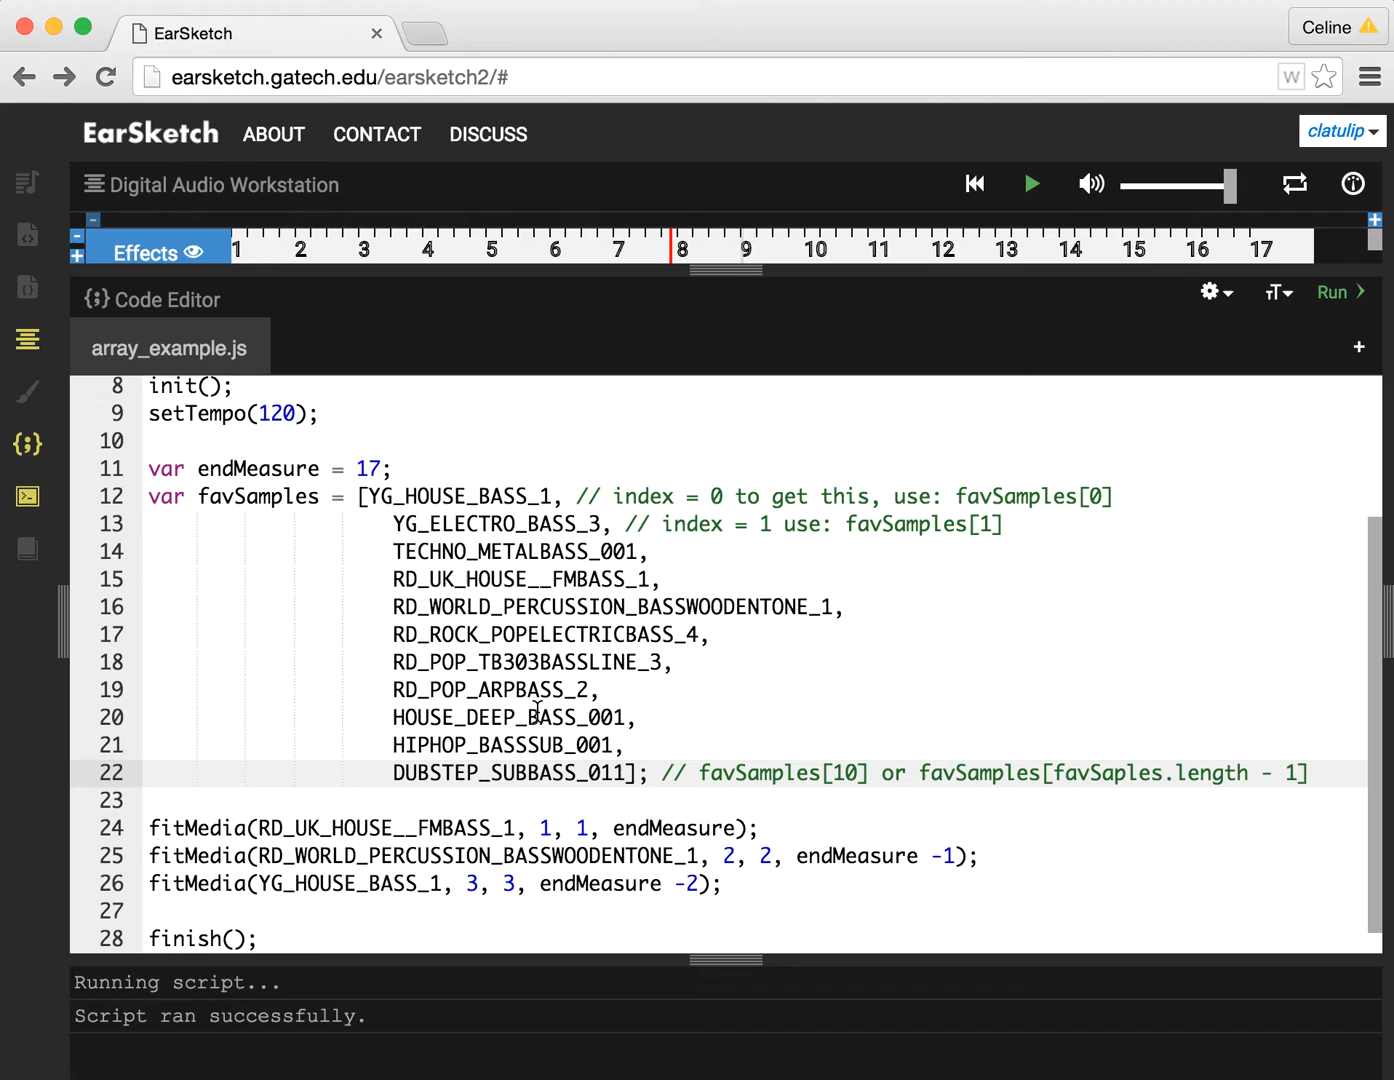 EarSketch
Celine
earsketch.gatech.edu/earsketch2/#
W
EarSketch ABOUT CONTACT DISCUSS
clatulip
Digital Audio Workstation
Effects 1 2 3 4 5 6 7 8 9 10 11 12 13 14 15 16 17
{;} Code Editor
Run
array_example.js
8 init();
9 setTempo(120);
10
11 var endMeasure = 17;
12 var favSamples = [YG_HOUSE_BASS_1, // index = 0 to get this, use: favSamples[0]
13 YG_ELECTRO_BASS_3, // index = 1 use: favSamples[1]
14 TECHNO_METALBASS_001,
15 RD_UK_HOUSE__FMBASS_1,
16 RD_WORLD_PERCUSSION_BASSWOODENTONE_1,
17 RD_ROCK_POPELECTRICBASS_4,
18 RD_POP_TB303BASSLINE_3,
19 RD_POP_ARPBASS_2,
20 HOUSE_DEEP_BASS_001,
21 HIPHOP_BASSSUB_001,
22 DUBSTEP_SUBBASS_011]; // favSamples[10] or favSamples[favSaples.length - 1]
23
24 fitMedia(RD_UK_HOUSE__FMBASS_1, 1, 1, endMeasure);
25 fitMedia(RD_WORLD_PERCUSSION_BASSWOODENTONE_1, 2, 2, endMeasure -1);
26 fitMedia(YG_HOUSE_BASS_1, 3, 3, endMeasure -2);
27
28 finish();
Running script...
Script ran successfully.